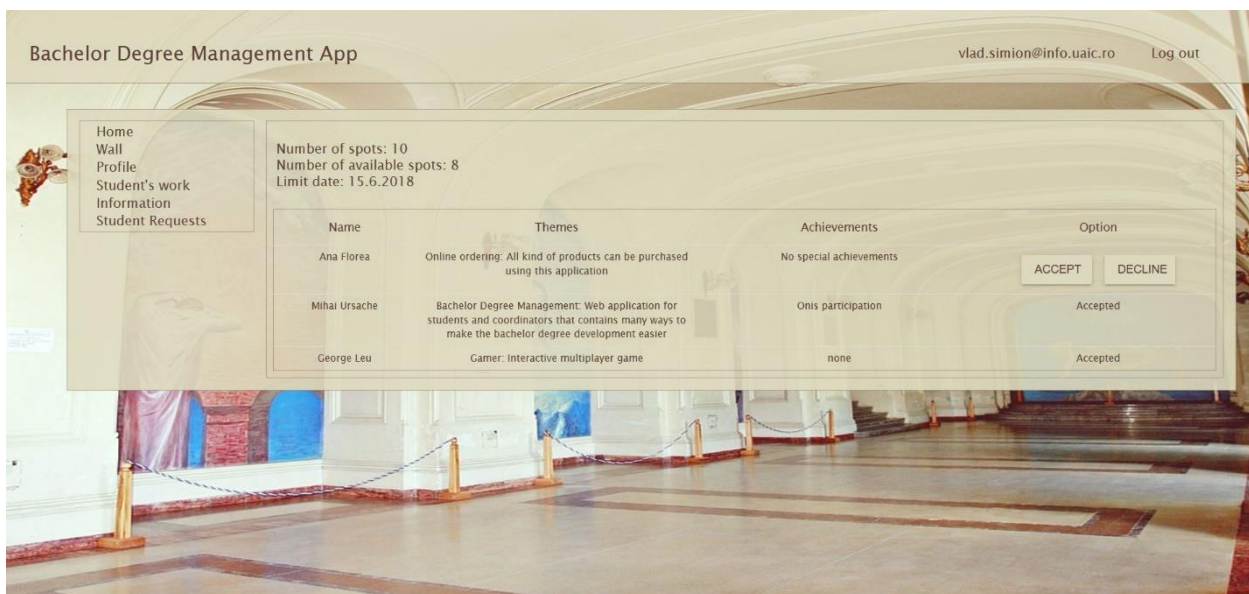 Bachelor Degree Management App
vlad.simion@info.uaic.ro Log out
Home
Wall
Profile
Student's work
Information
Student Requests
Number of spots: 10
Number of available spots: 8
Limit date: 15.6.2018
Name Themes Achievements Option
Ana Florea
Online ordering: All kind of products can be purchased
using this application
No special achievements
ACCEPT DECLINE
Mihai Ursache
Bachelor Degree Management: Web application for
students and coordinators that contains many ways to
make the bachelor degree development easier
Onis participation
Accepted
George Leu
Gamer: Interactive multiplayer game
none
Accepted